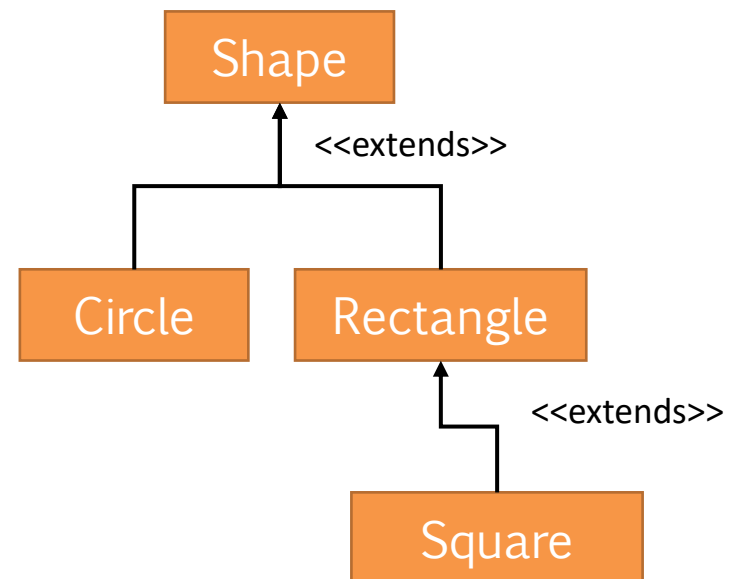 Shape
<<extends>>
Circle
Rectangle
<<extends>>
Square